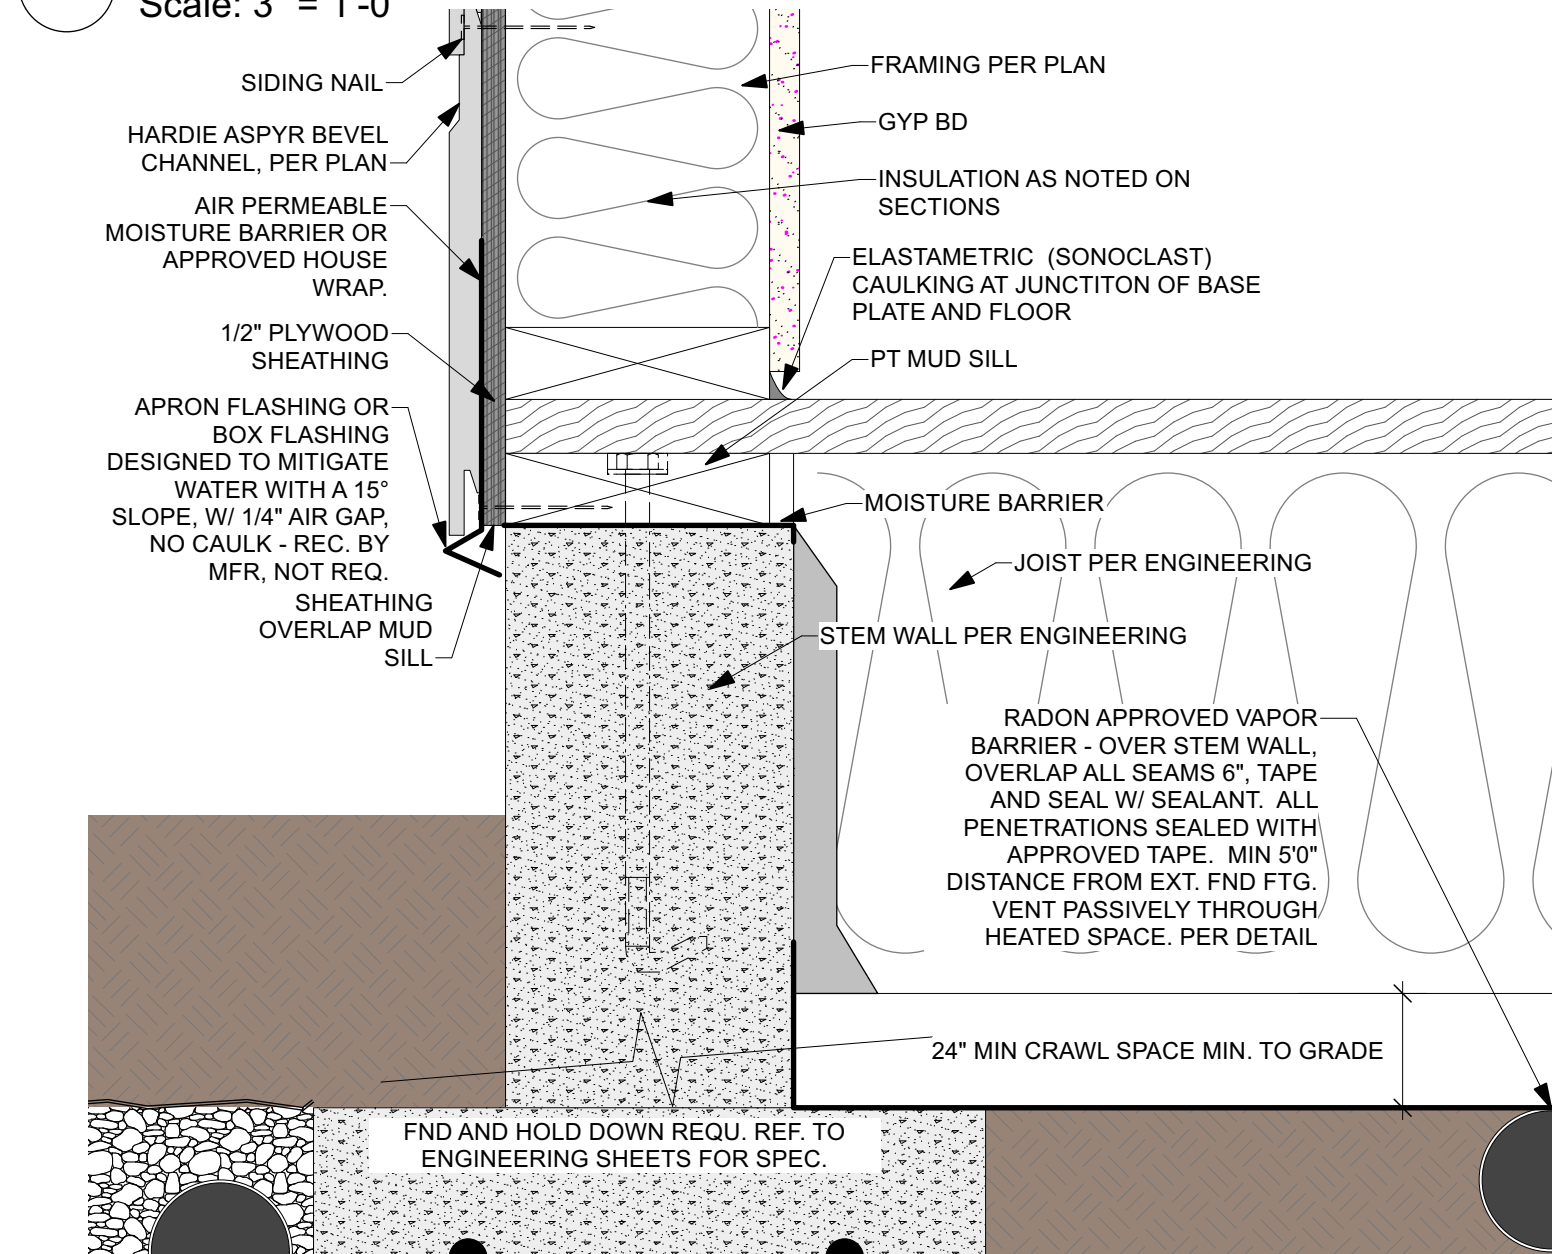 Scale: 3" = 1'-0"
SIDING NAIL
HARDIE ASPYR BEVEL
CHANNEL, PER PLAN
AIR PERMEABLE
MOISTURE BARRIER OR
APPROVED HOUSE
WRAP.
1/2" PLYWOOD
SHEATHING
APRON FLASHING OR
BOX FLASHING
DESIGNED TO MITIGATE
WATER WITH A 15°
SLOPE, W/ 1/4" AIR GAP,
NO CAULK - REC. BY
MFR, NOT REQ.
SHEATHING
OVERLAP MUD
SILL
FRAMING PER PLAN
GYP BD
INSULATION AS NOTED ON
SECTIONS
ELASTAMETRIC (SONOCLAST)
CAULKING AT JUNCTITON OF BASE
PLATE AND FLOOR
PT MUD SILL
MOISTURE BARRIER
JOIST PER ENGINEERING
STEM WALL PER ENGINEERING
RADON APPROVED VAPOR
BARRIER - OVER STEM WALL,
OVERLAP ALL SEAMS 6", TAPE
AND SEAL W/ SEALANT. ALL
PENETRATIONS SEALED WITH
APPROVED TAPE. MIN 5'0"
DISTANCE FROM EXT. FND FTG.
VENT PASSIVELY THROUGH
HEATED SPACE. PER DETAIL
24" MIN CRAWL SPACE MIN. TO GRADE
FND AND HOLD DOWN REQU. REF. TO
ENGINEERING SHEETS FOR SPEC.